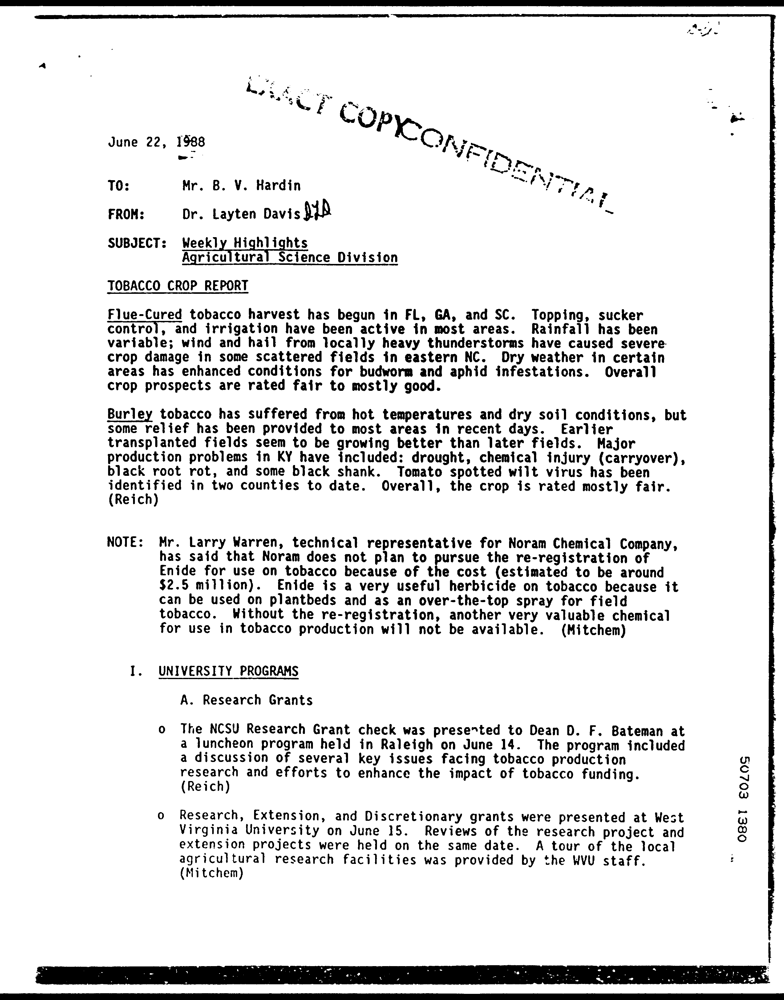 EXACT COPY CONFIDENTIAL
June 22, 1988
TO: Mr. B. V. Hardin
FROM: Dr. Layten Davis
SUBJECT: Weekly Highlights
Agricultural Science Division
TOBACCO CROP REPORT
Flue-Cured tobacco harvest has begun in FL, GA, and SC. Topping, sucker
control, and irrigation have been active in most areas. Rainfall has been
variable; wind and hail from locally heavy thunderstorms have caused severe
crop damage in some scattered fields in eastern NC. Dry weather in certain
areas has enhanced conditions for budworm and aphid infestations. Overall
crop prospects are rated fair to mostly good.
Burley tobacco has suffered from hot temperatures and dry soil conditions, but
some relief has been provided to most areas in recent days. Earlier
transplanted fields seem to be growing better than later fields. Major
production problems in KY have included: drought, chemical injury (carryover),
black root rot, and some black shank. Tomato spotted wilt virus has been
identified in two counties to date. Overall, the crop is rated mostly fair.
(Reich)
NOTE: Mr. Larry Warren, technical representative for Noram Chemical Company,
has said that Noram does not plan to pursue the re-registration of
Enide for use on tobacco because of the cost (estimated to be around
$2.5 million). Enide is a very useful herbicide on tobacco because it
can be used on plantbeds and as an over-the-top spray for field
tobacco. Without the re-registration, another very valuable chemical
for use in tobacco production will not be available. (Mitchem)
I. UNIVERSITY PROGRAMS
A. Research Grants
o The NCSU Research Grant check was presented to Dean D. F. Bateman at
a luncheon program held in Raleigh on June 14. The program included
a discussion of several key issues facing tobacco production
research and efforts to enhance the impact of tobacco funding.
(Reich)
o Research, Extension, and Discretionary grants were presented at West
Virginia University on June 15. Reviews of the research project and
extension projects were held on the same date. A tour of the local
agricultural research facilities was provided by the WVU staff.
(Mitchem)
50703 1380